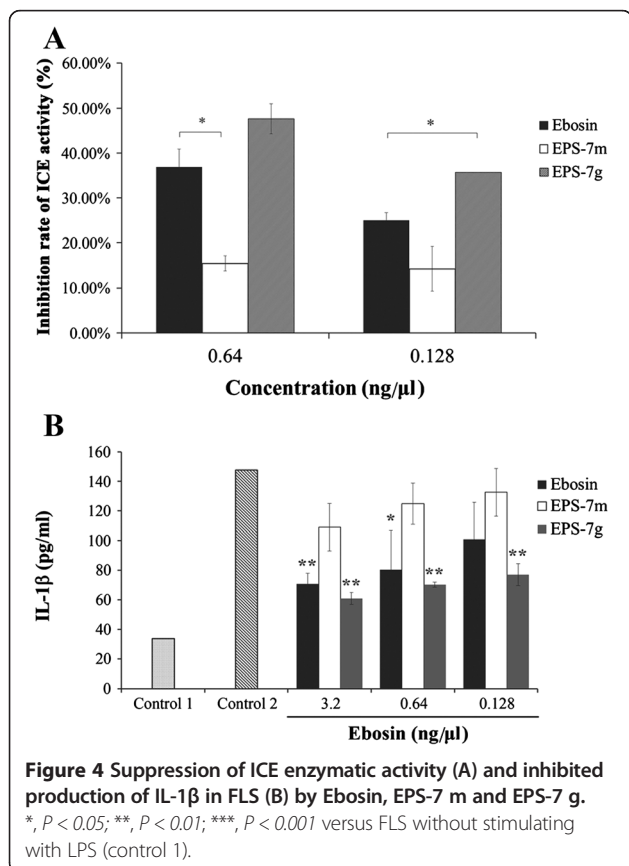 A
60.00%
50.00%
40.00%
30.00%
20.00%
10.00%
0.00%
Inhibition rate of ICE activity (%)
*
*
Ebosin
EPS-7m
EPS-7g
0.64
0.128
Concentration (ng/μl)
B
160
140
120
100
80
60
40
20
0
IL-1β (pg/ml)
**
**
*
**
**
Ebosin
EPS-7m
EPS-7g
Control 1
Control 2
3.2
0.64
0.128
Ebosin (ng/μl)
Figure 4 Suppression of ICE enzymatic activity (A) and inhibited
production of IL-1β in FLS (B) by Ebosin, EPS-7 m and EPS-7 g.
*, P < 0.05; **, P < 0.01; ***, P < 0.001 versus FLS without stimulating
with LPS (control 1).